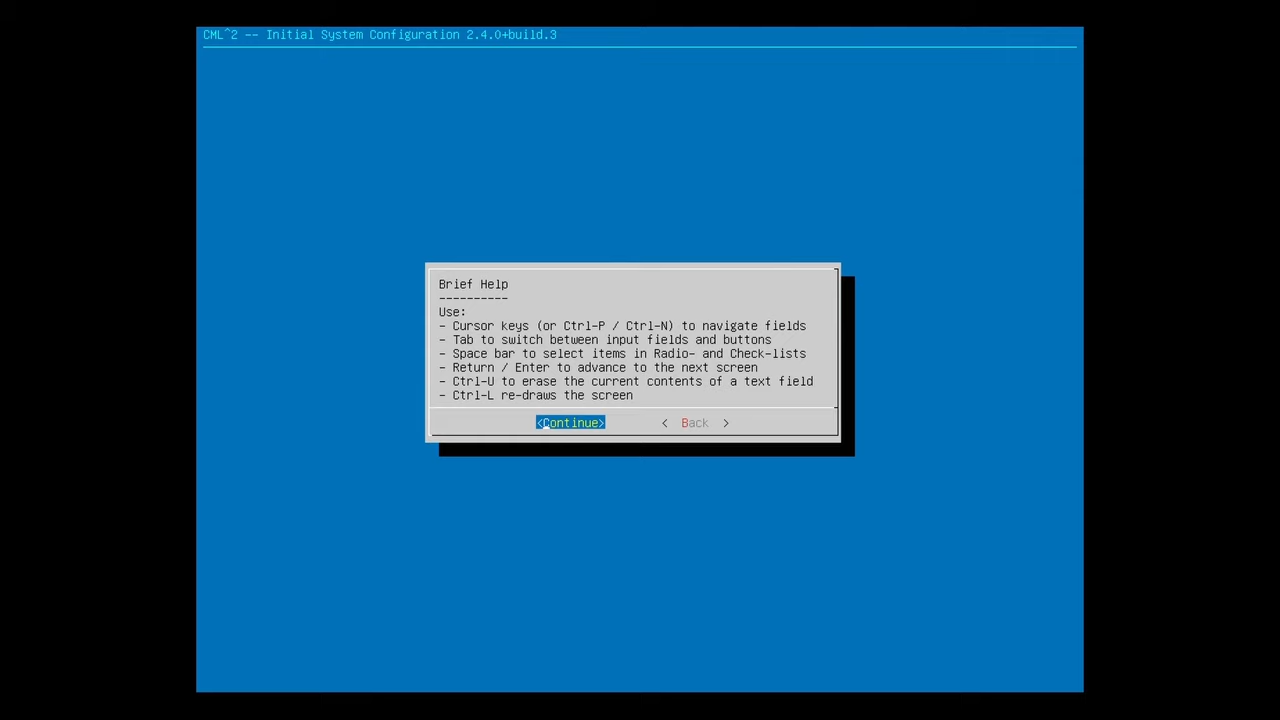 CML^2 -- Initial System Configuration 2.4.0+build.3
Brief Help
----------
Use:
- Cursor keys (or Ctrl-P / Ctrl-N) to navigate fields
- Tab to switch between input fields and buttons
- Space bar to select items in Radio- and Check-lists
- Return / Enter to advance to the next screen
- Ctrl-U to erase the current contents of a text field
- Ctrl-L re-draws the screen
<Continue> < Back >